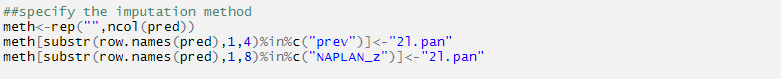 ##specify the imputation method
meth<-rep("",ncol(pred))
meth[substr(row.names(pred),1,4)%in%c("prev")]<-"2l.pan"
meth[substr(row.names(pred),1,8)%in%c("NAPLAN_z")]<-"2l.pan"